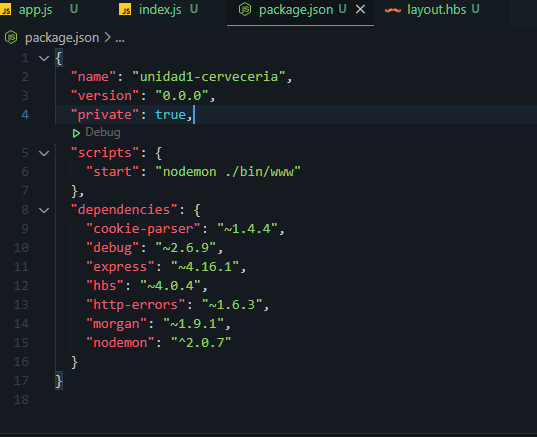 JS app.js U JS index.js U package.json U × layout.hbs U
package.json > ...
1 {
2 "name": "unidad1-cerveceria",
3 "version": "0.0.0",
4 "private": true,
Debug
5 "scripts": {
6 "start": "nodemon ./bin/www"
7 },
8 "dependencies": {
9 "cookie-parser": "~1.4.4",
10 "debug": "~2.6.9",
11 "express": "~4.16.1",
12 "hbs": "~4.0.4",
13 "http-errors": "~1.6.3",
14 "morgan": "~1.9.1",
15 "nodemon": "^2.0.7"
16 }
17 }
18